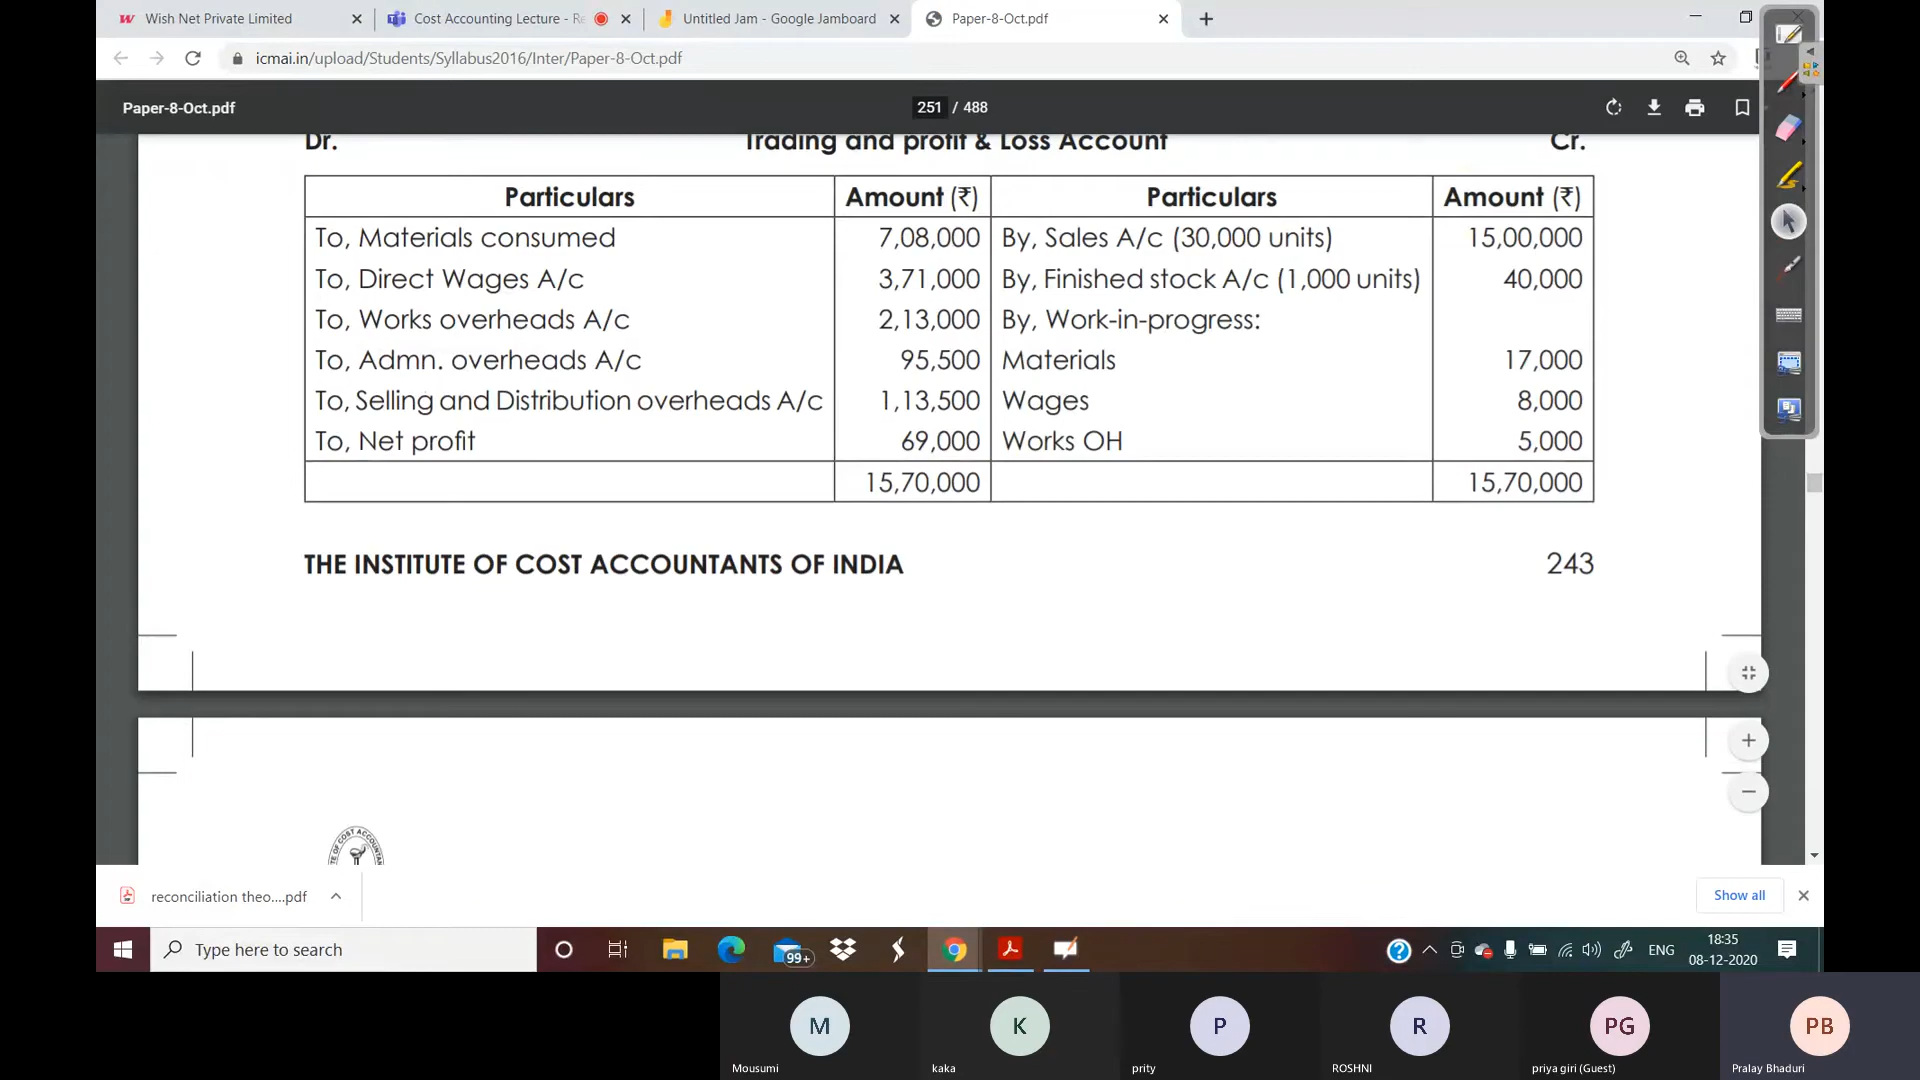 Wish Net Private Limited
Cost Accounting Lecture - Re
Untitled Jam - Google Jamboard
Paper-8-Oct.pdf
icmai.in/upload/Students/Syllabus2016/Inter/Paper-8-Oct.pdf
Paper-8-Oct.pdf
251 / 488
Dr. Trading and profit & Loss Account Cr.
Particulars Amount (₹) Particulars Amount (₹)
To, Materials consumed 7,08,000 By, Sales A/c (30,000 units) 15,00,000
To, Direct Wages A/c 3,71,000 By, Finished stock A/c (1,000 units) 40,000
To, Works overheads A/c 2,13,000 By, Work-in-progress:
To, Admn. overheads A/c 95,500 Materials 17,000
To, Selling and Distribution overheads A/c 1,13,500 Wages 8,000
To, Net profit 69,000 Works OH 5,000
15,70,000 15,70,000
THE INSTITUTE OF COST ACCOUNTANTS OF INDIA 243
reconciliation theo....pdf
Show all
Type here to search
99+
ENG
18:35
08-12-2020
M K P R PG PB
Mousumi kaka prity ROSHNI priya giri (Guest) Pralay Bhaduri